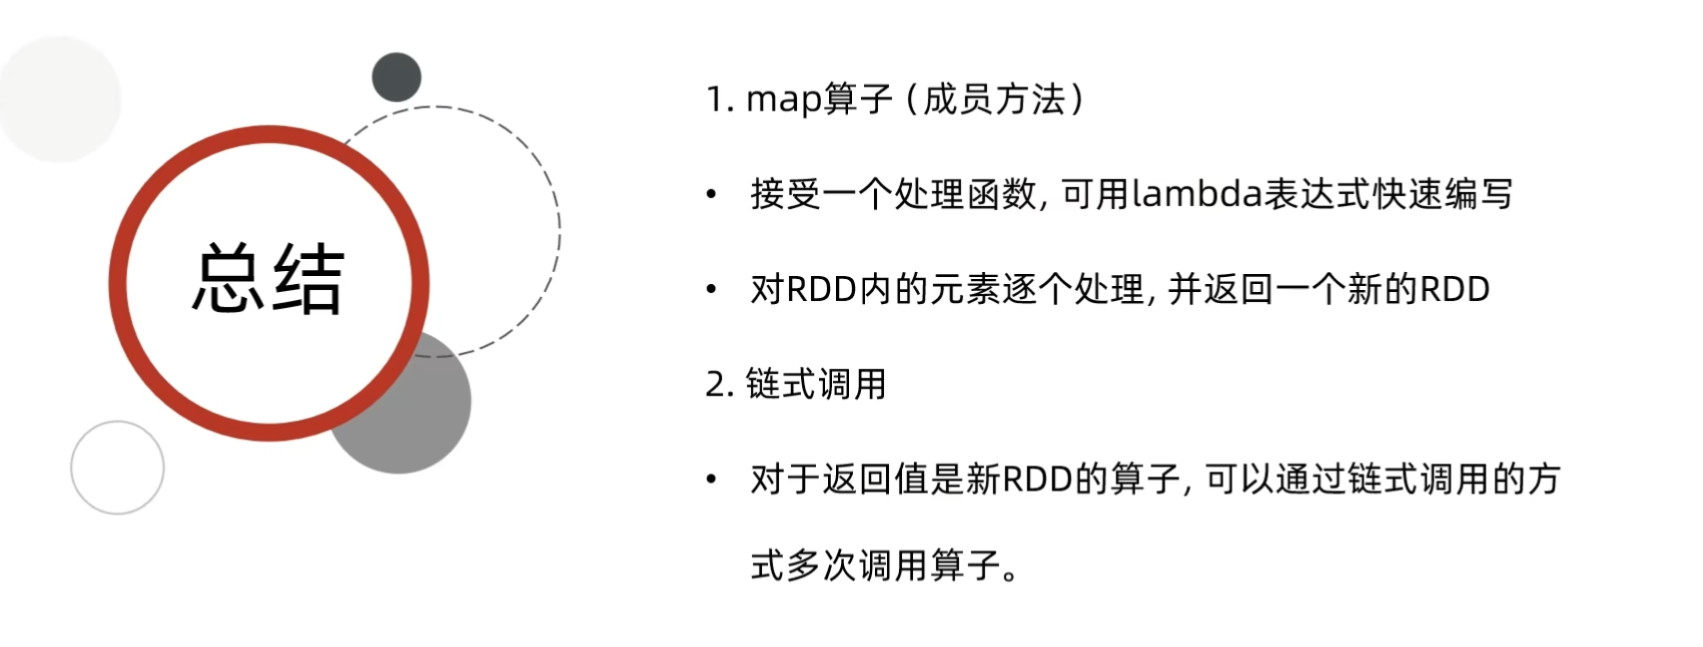 总结
1. map算子（成员方法）
• 接受一个处理函数, 可用lambda表达式快速编写
• 对RDD内的元素逐个处理, 并返回一个新的RDD
2. 链式调用
• 对于返回值是新RDD的算子, 可以通过链式调用的方
式多次调用算子。